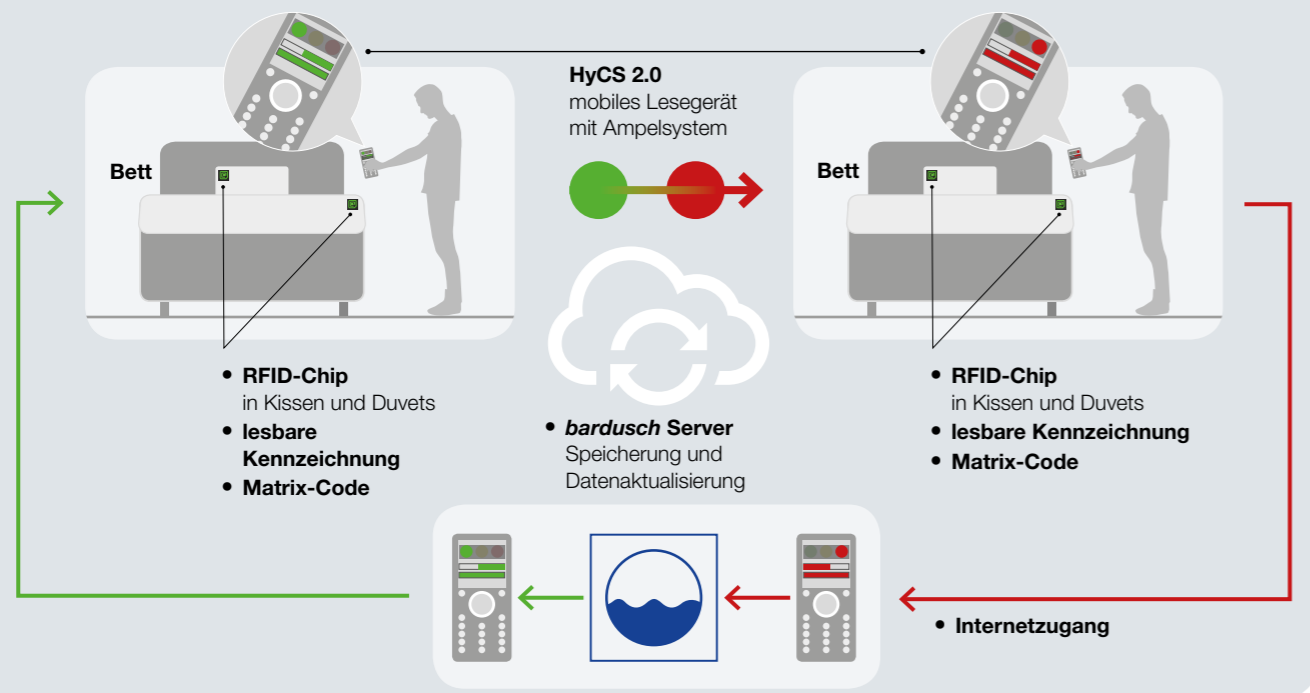 HyCS 2.0
mobiles Lesegerät
mit Ampelsystem
Bett
Bett
• RFID-Chip
in Kissen und Duvets
• lesbare
Kennzeichnung
• Matrix-Code
• bardusch Server
Speicherung und
Datenaktualisierung
• RFID-Chip
in Kissen und Duvets
• lesbare Kennzeichnung
• Matrix-Code
• Internetzugang